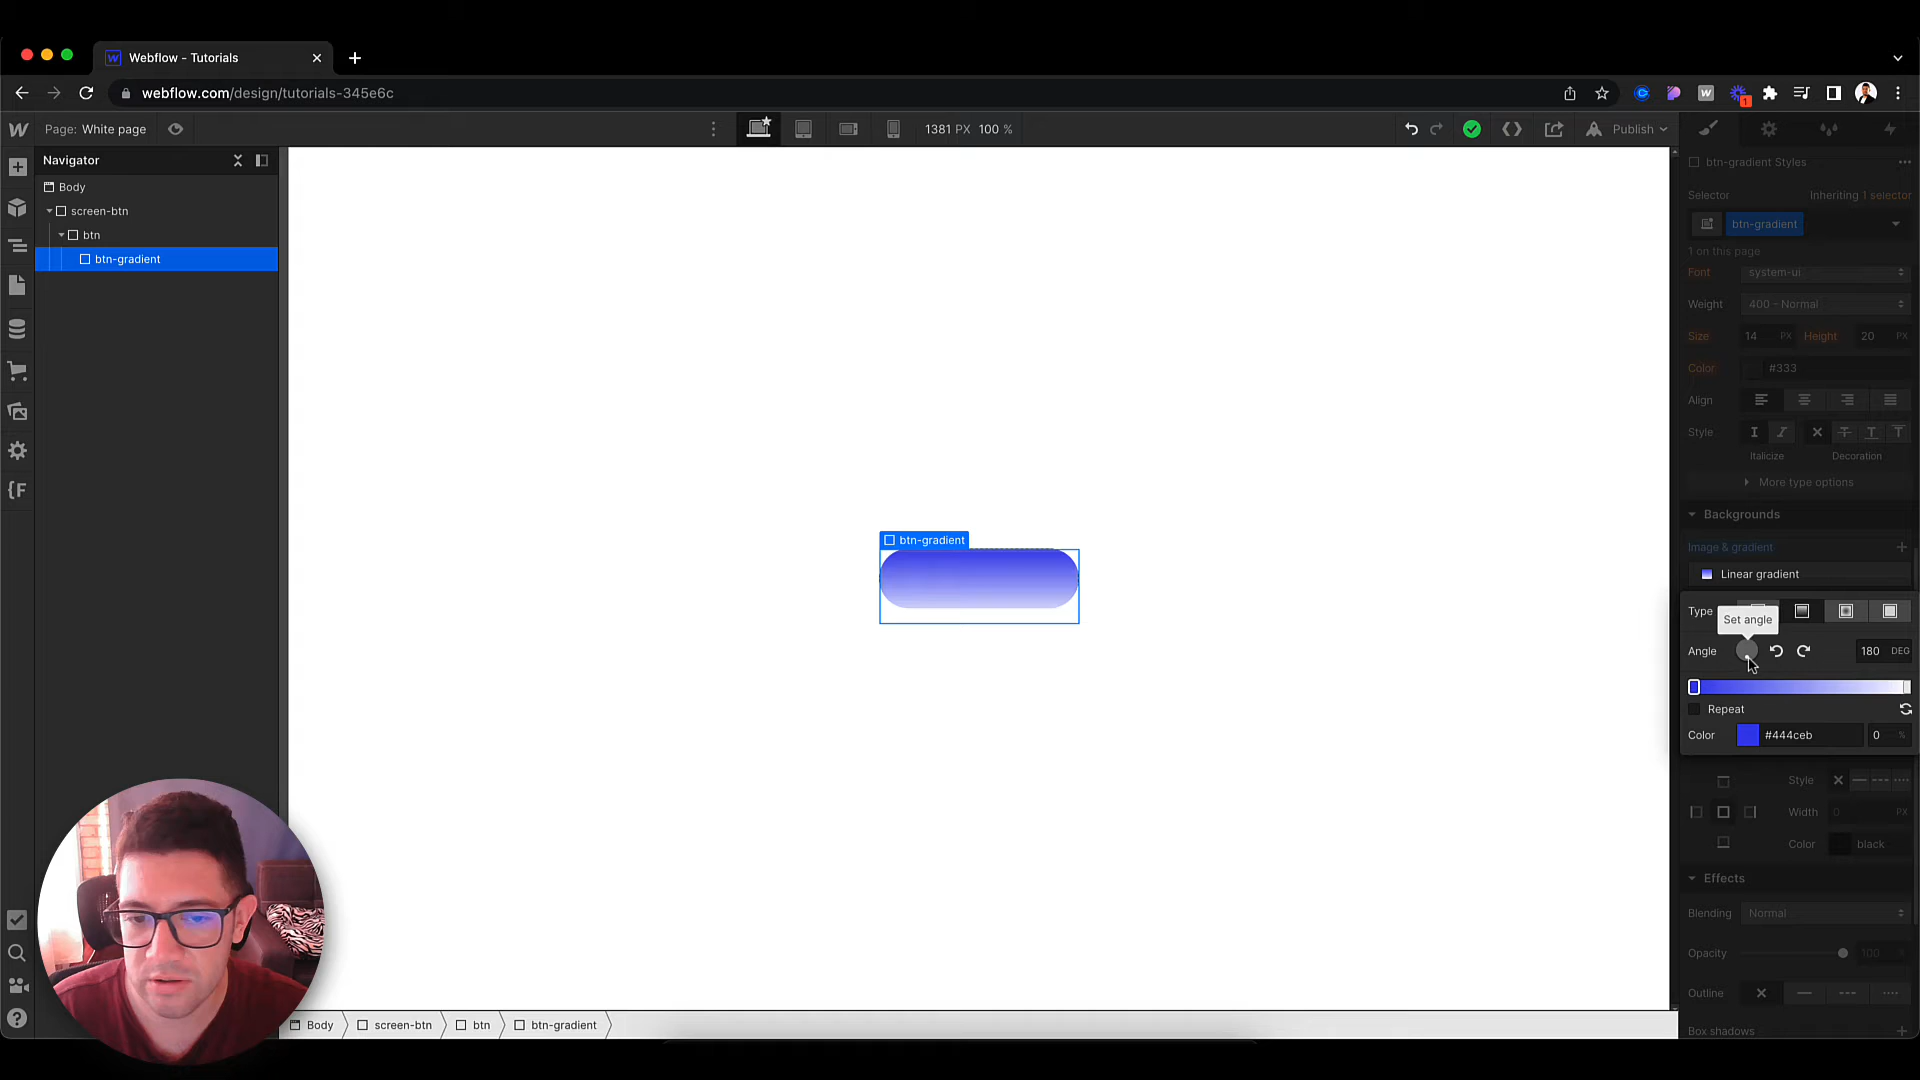 Webflow - Tutorials
webflow.com/design/tutorials-345e6c
1
Page: White page
1381 PX 100 %
Publish
Navigator
Body
screen-btn
btn
btn-gradient
btn-gradient
btn-gradient Styles
Selector
Inheriting 1 selector
btn-gradient
1 on this page
Font
system-ui
Weight
400 - Normal
Size
14 PX
Height
20 PX
Color
#333
Align
Style
Italicize
Decoration
More type options
Backgrounds
Image & gradient
Linear gradient
Type
Set angle
Angle
180 DEG
Repeat
Color
#444ceb
0 %
Style
Width
0 PX
Color
black
Effects
Blending
Normal
Opacity
100
Outline
Box shadows
Body
screen-btn
btn
btn-gradient